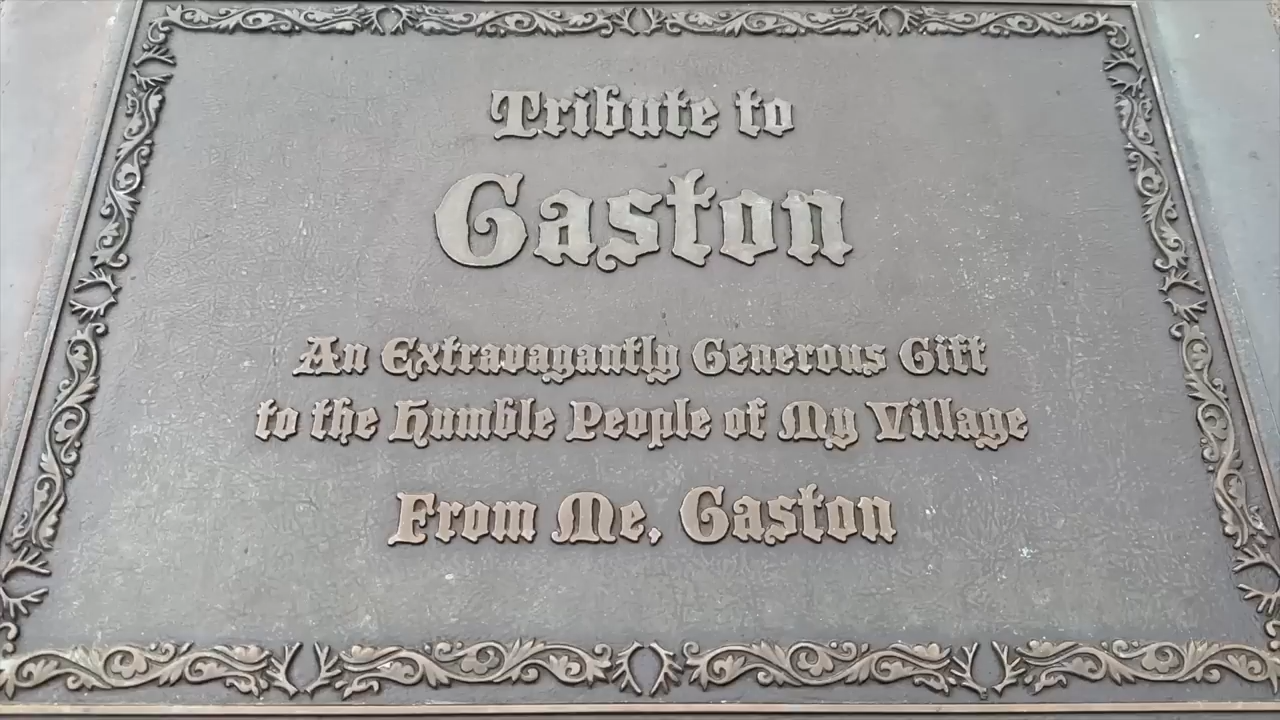 Tribute to
Gaston
An Extravagantly Generous Gift
to the Humble People of My Village
From Me, Gaston